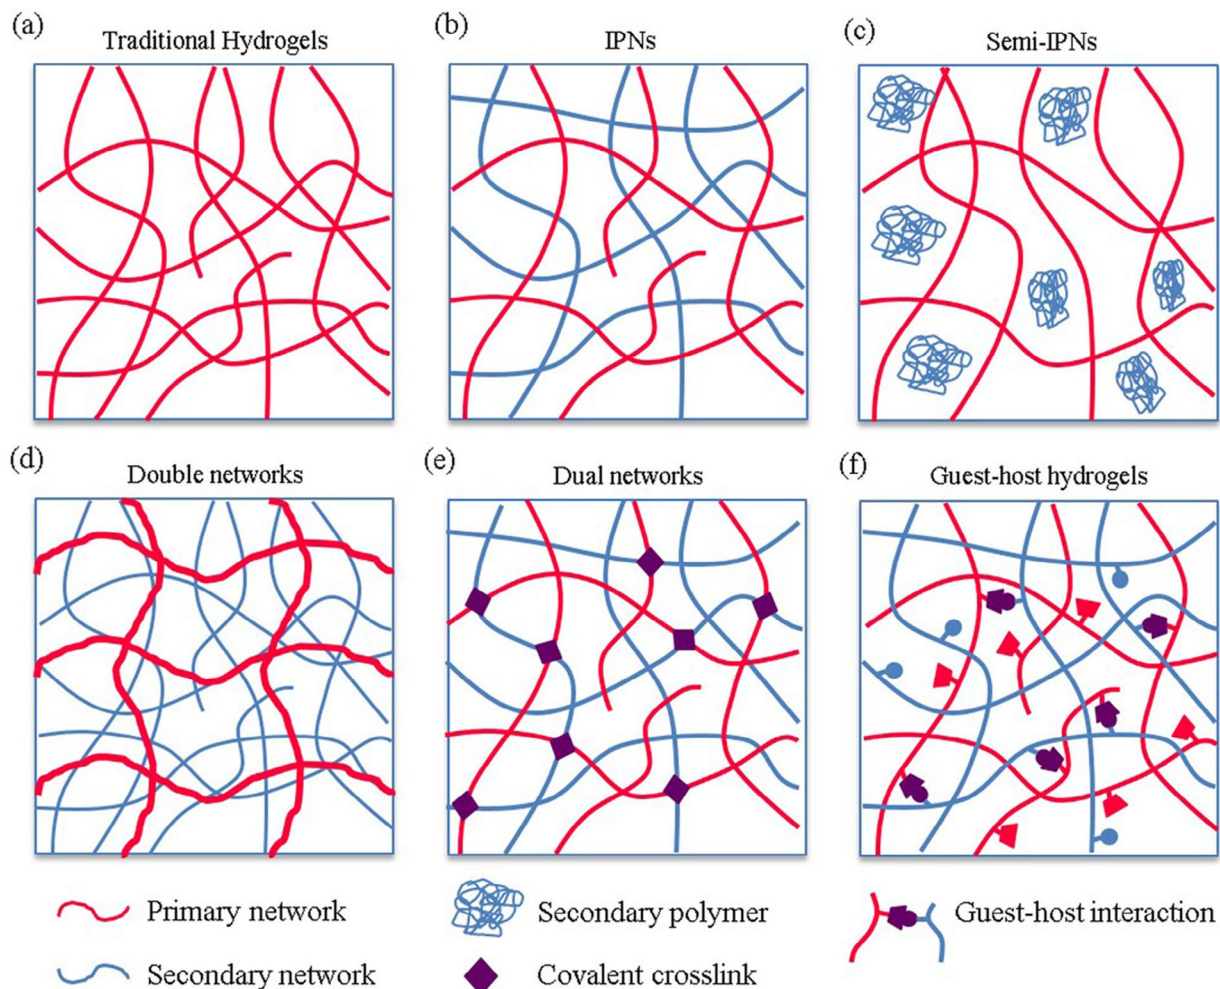 (a)
Traditional Hydrogels
(b)
IPNs
(c)
Semi-IPNs
(d)
Double networks
(e)
Dual networks
(f)
Guest-host hydrogels
Primary network
Secondary polymer
Guest-host interaction
Secondary network
Covalent crosslink